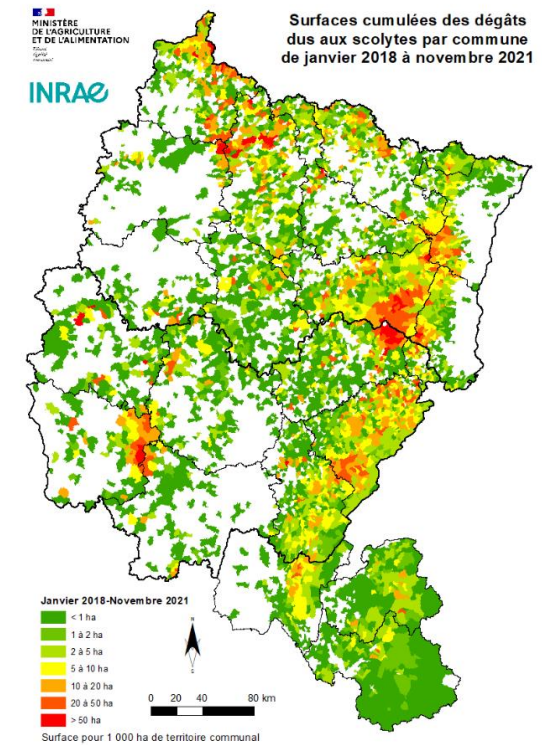 MINISTÈRE
DE L'AGRICULTURE
ET DE L'ALIMENTATION
Liberté
Égalité
Fraternité
INRAE
Surfaces cumulées des dégâts
dus aux scolytes par commune
de janvier 2018 à novembre 2021
Janvier 2018-Novembre 2021
< 1 ha
1 à 2 ha
2 à 5 ha
5 à 10 ha
10 à 20 ha
20 à 50 ha
> 50 ha
N
S
0 20 40 80 km
Surface pour 1 000 ha de territoire communal